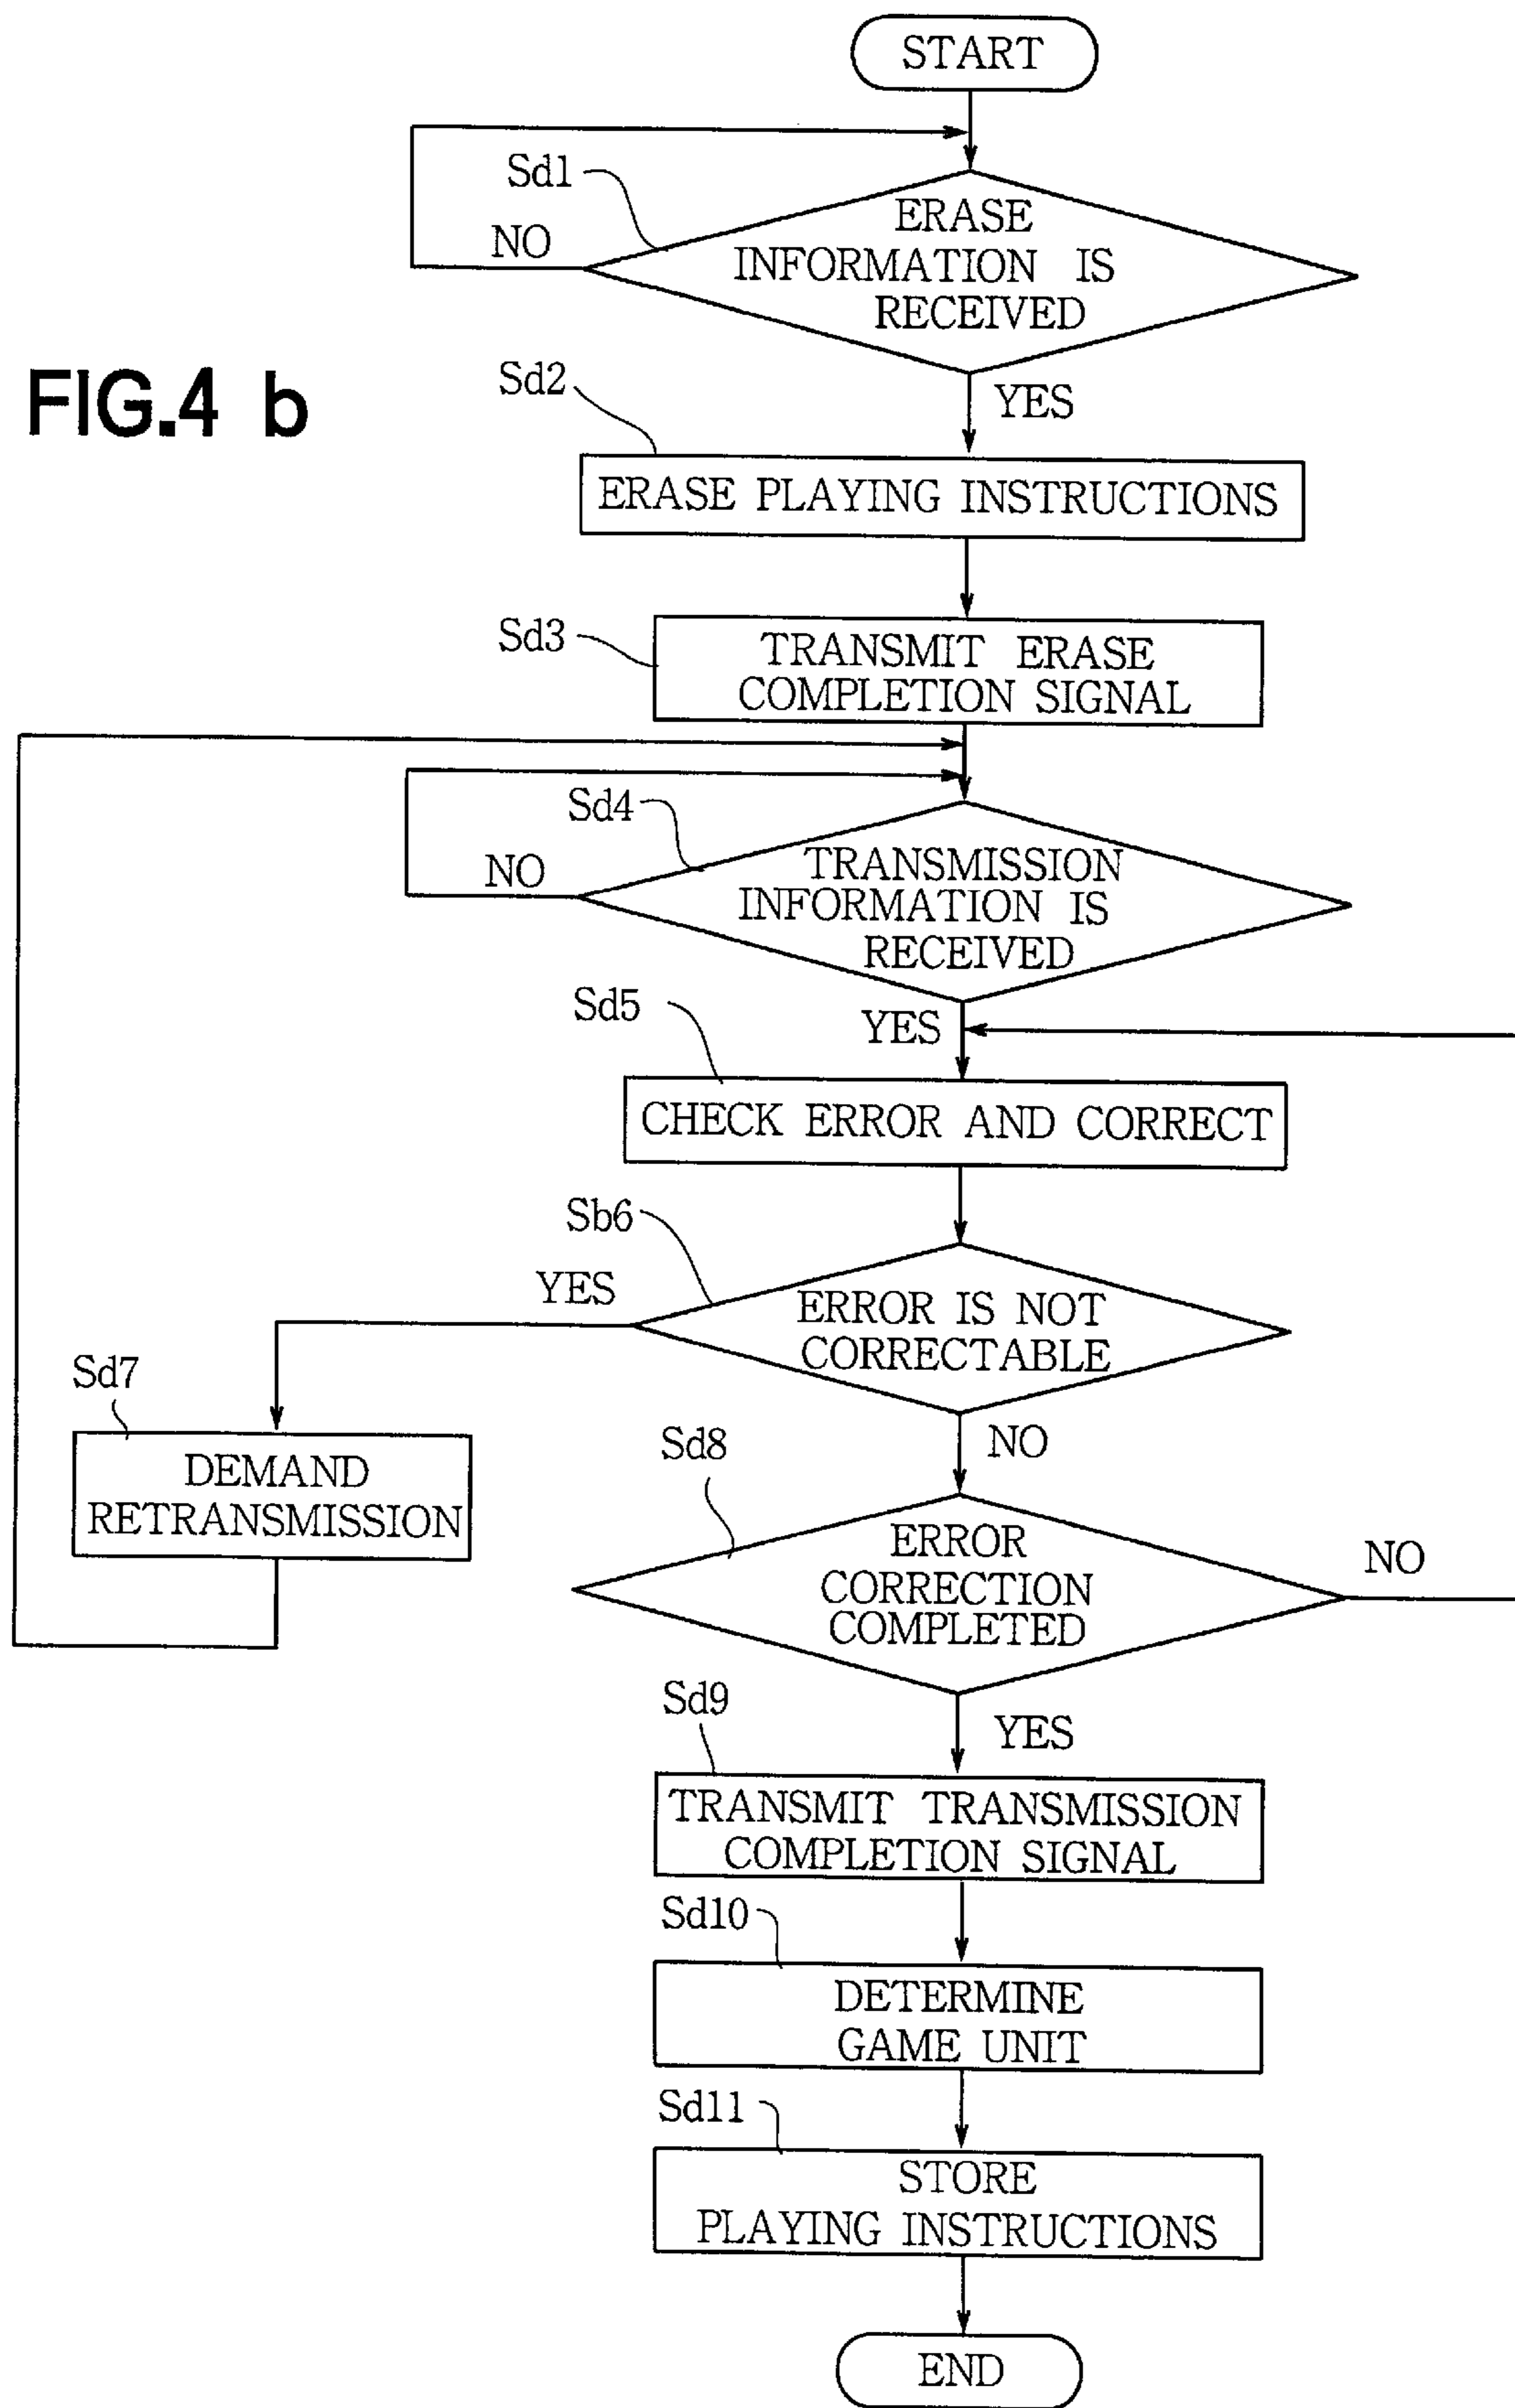 START
Sd1
NO
ERASE
INFORMATION IS
RECEIVED
FIG.4 b
Sd2
YES
ERASE PLAYING INSTRUCTIONS
Sd3
TRANSMIT ERASE
COMPLETION SIGNAL
Sd4
NO
TRANSMISSION
INFORMATION IS
RECEIVED
Sd5
YES
CHECK ERROR AND CORRECT
Sb6
YES
ERROR IS NOT
CORRECTABLE
Sd7
DEMAND
RETRANSMISSION
NO
Sd8
ERROR
CORRECTION
COMPLETED
NO
Sd9
YES
TRANSMIT TRANSMISSION
COMPLETION SIGNAL
Sd10
DETERMINE
GAME UNIT
Sd11
STORE
PLAYING INSTRUCTIONS
END